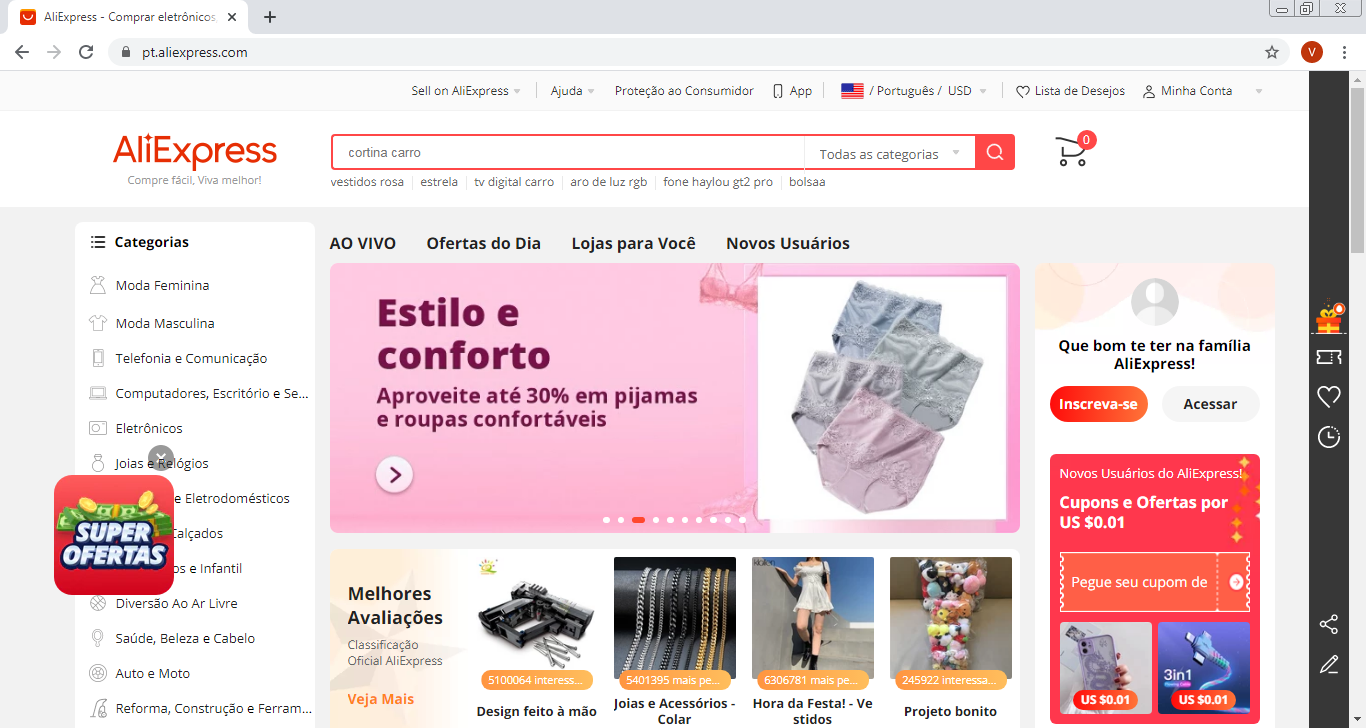 AliExpress - Comprar eletrônicos,
V
pt.aliexpress.com
Sell on AliExpress
Ajuda
Proteção ao Consumidor
App
/ Português / USD
Lista de Desejos
Minha Conta
AliExpress
Compre fácil, Viva melhor!
cortina carro
Todas as categorias
0
vestidos rosa
estrela
tv digital carro
aro de luz rgb
fone haylou gt2 pro
bolsaa
Categorias
Moda Feminina
Moda Masculina
Telefonia e Comunicação
Computadores, Escritório e Se...
Eletrônicos
Joias e Relógios
e Eletrodomésticos
Calçados
s e Infantil
Diversão Ao Ar Livre
Saúde, Beleza e Cabelo
Auto e Moto
Reforma, Construção e Ferram...
SUPER
OFERTAS
AO VIVO
Ofertas do Dia
Lojas para Você
Novos Usuários
Estilo e
conforto
Aproveite até 30% em pijamas
e roupas confortáveis
Melhores
Avaliações
Classificação
Oficial AliExpress
Veja Mais
5100064 interess...
Design feito à mão
5401395 mais pe...
Joias e Acessórios -
Colar
6306781 mais pe...
Hora da Festa! - Ve
stidos
245922 interessa...
Projeto bonito
Que bom te ter na família
AliExpress!
Inscreva-se
Acessar
Novos Usuários do AliExpress!
Cupons e Ofertas por
US $0.01
Pegue seu cupom de
US $0.01
3in1
US $0.01